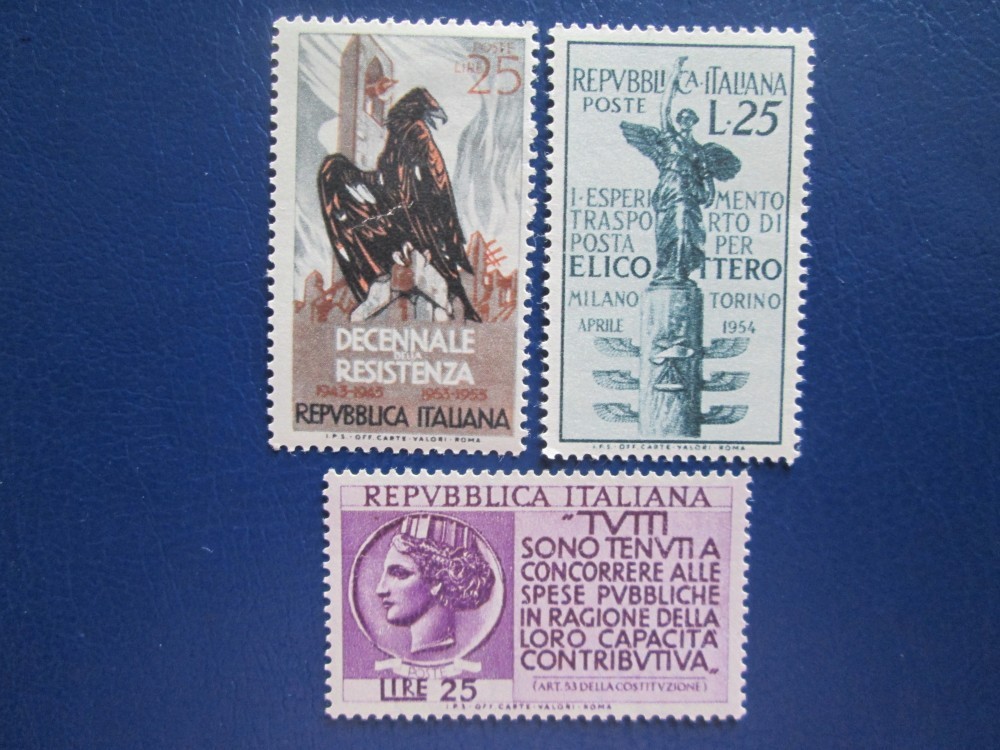 POSTE
LIRE 25
DECENNALE
DELLA
RESISTENZA
1943-1945 1953-1955
REPVBBLICA ITALIANA
I.P.S.-OFF.CARTE-VALORI-ROMA
REPVBBLICA·ITALIANA
POSTE L·25
I·ESPERIMENTO
TRASPORTO DI
POSTA PER
ELICOTTERO
MILANO TORINO
APRILE 1954
I.P.S.-OFF.CARTE-VALORI-ROMA
REPVBBLICA ITALIANA
"TVTTI
SONO TENVTI A
CONCORRERE ALLE
SPESE PVBBLICHE
IN RAGIONE DELLA
LORO CAPACITÀ
CONTRIBVTIVA„
(ART. 53 DELLA COSTITVZIONE)
POSTE
LIRE 25
I.P.S.-OFF.CARTE-VALORI-ROMA